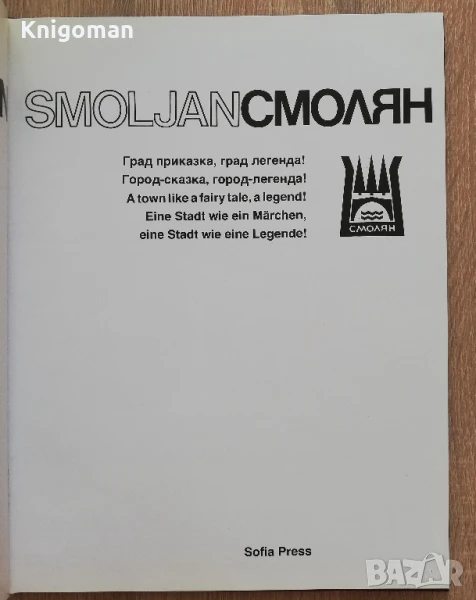 Knigoman
SMOLJANСМОЛЯН
Град приказка, град легенда!
Город-сказка, город-легенда!
A town like a fairy tale, a legend!
Eine Stadt wie ein Märchen,
eine Stadt wie eine Legende!
СМОЛЯН
Sofia Press
BAZAR